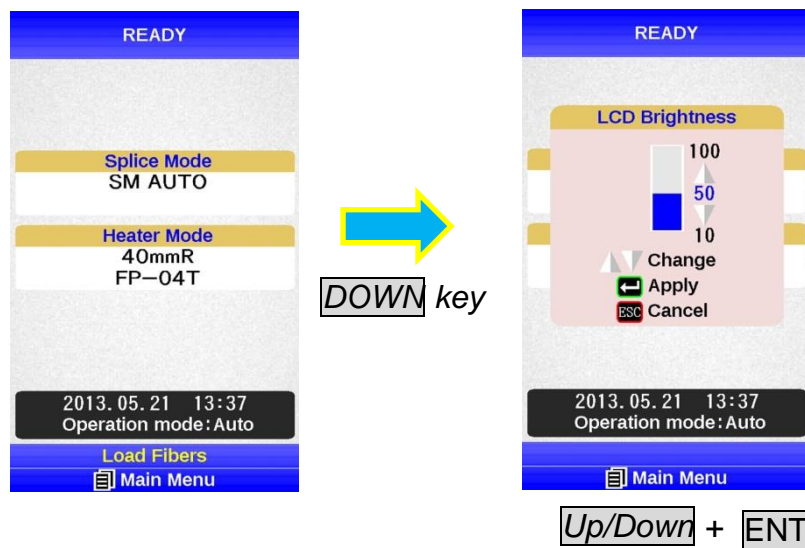 READY
Splice Mode
SM AUTO
Heater Mode
40mmR
FP-04T
2013.05.21 13:37
Operation mode:Auto
Load Fibers
Main Menu
DOWN key
READY
LCD Brightness
100
50
10
Change
Apply
ESC Cancel
2013.05.21 13:37
Operation mode:Auto
Main Menu
Up/Down + ENT